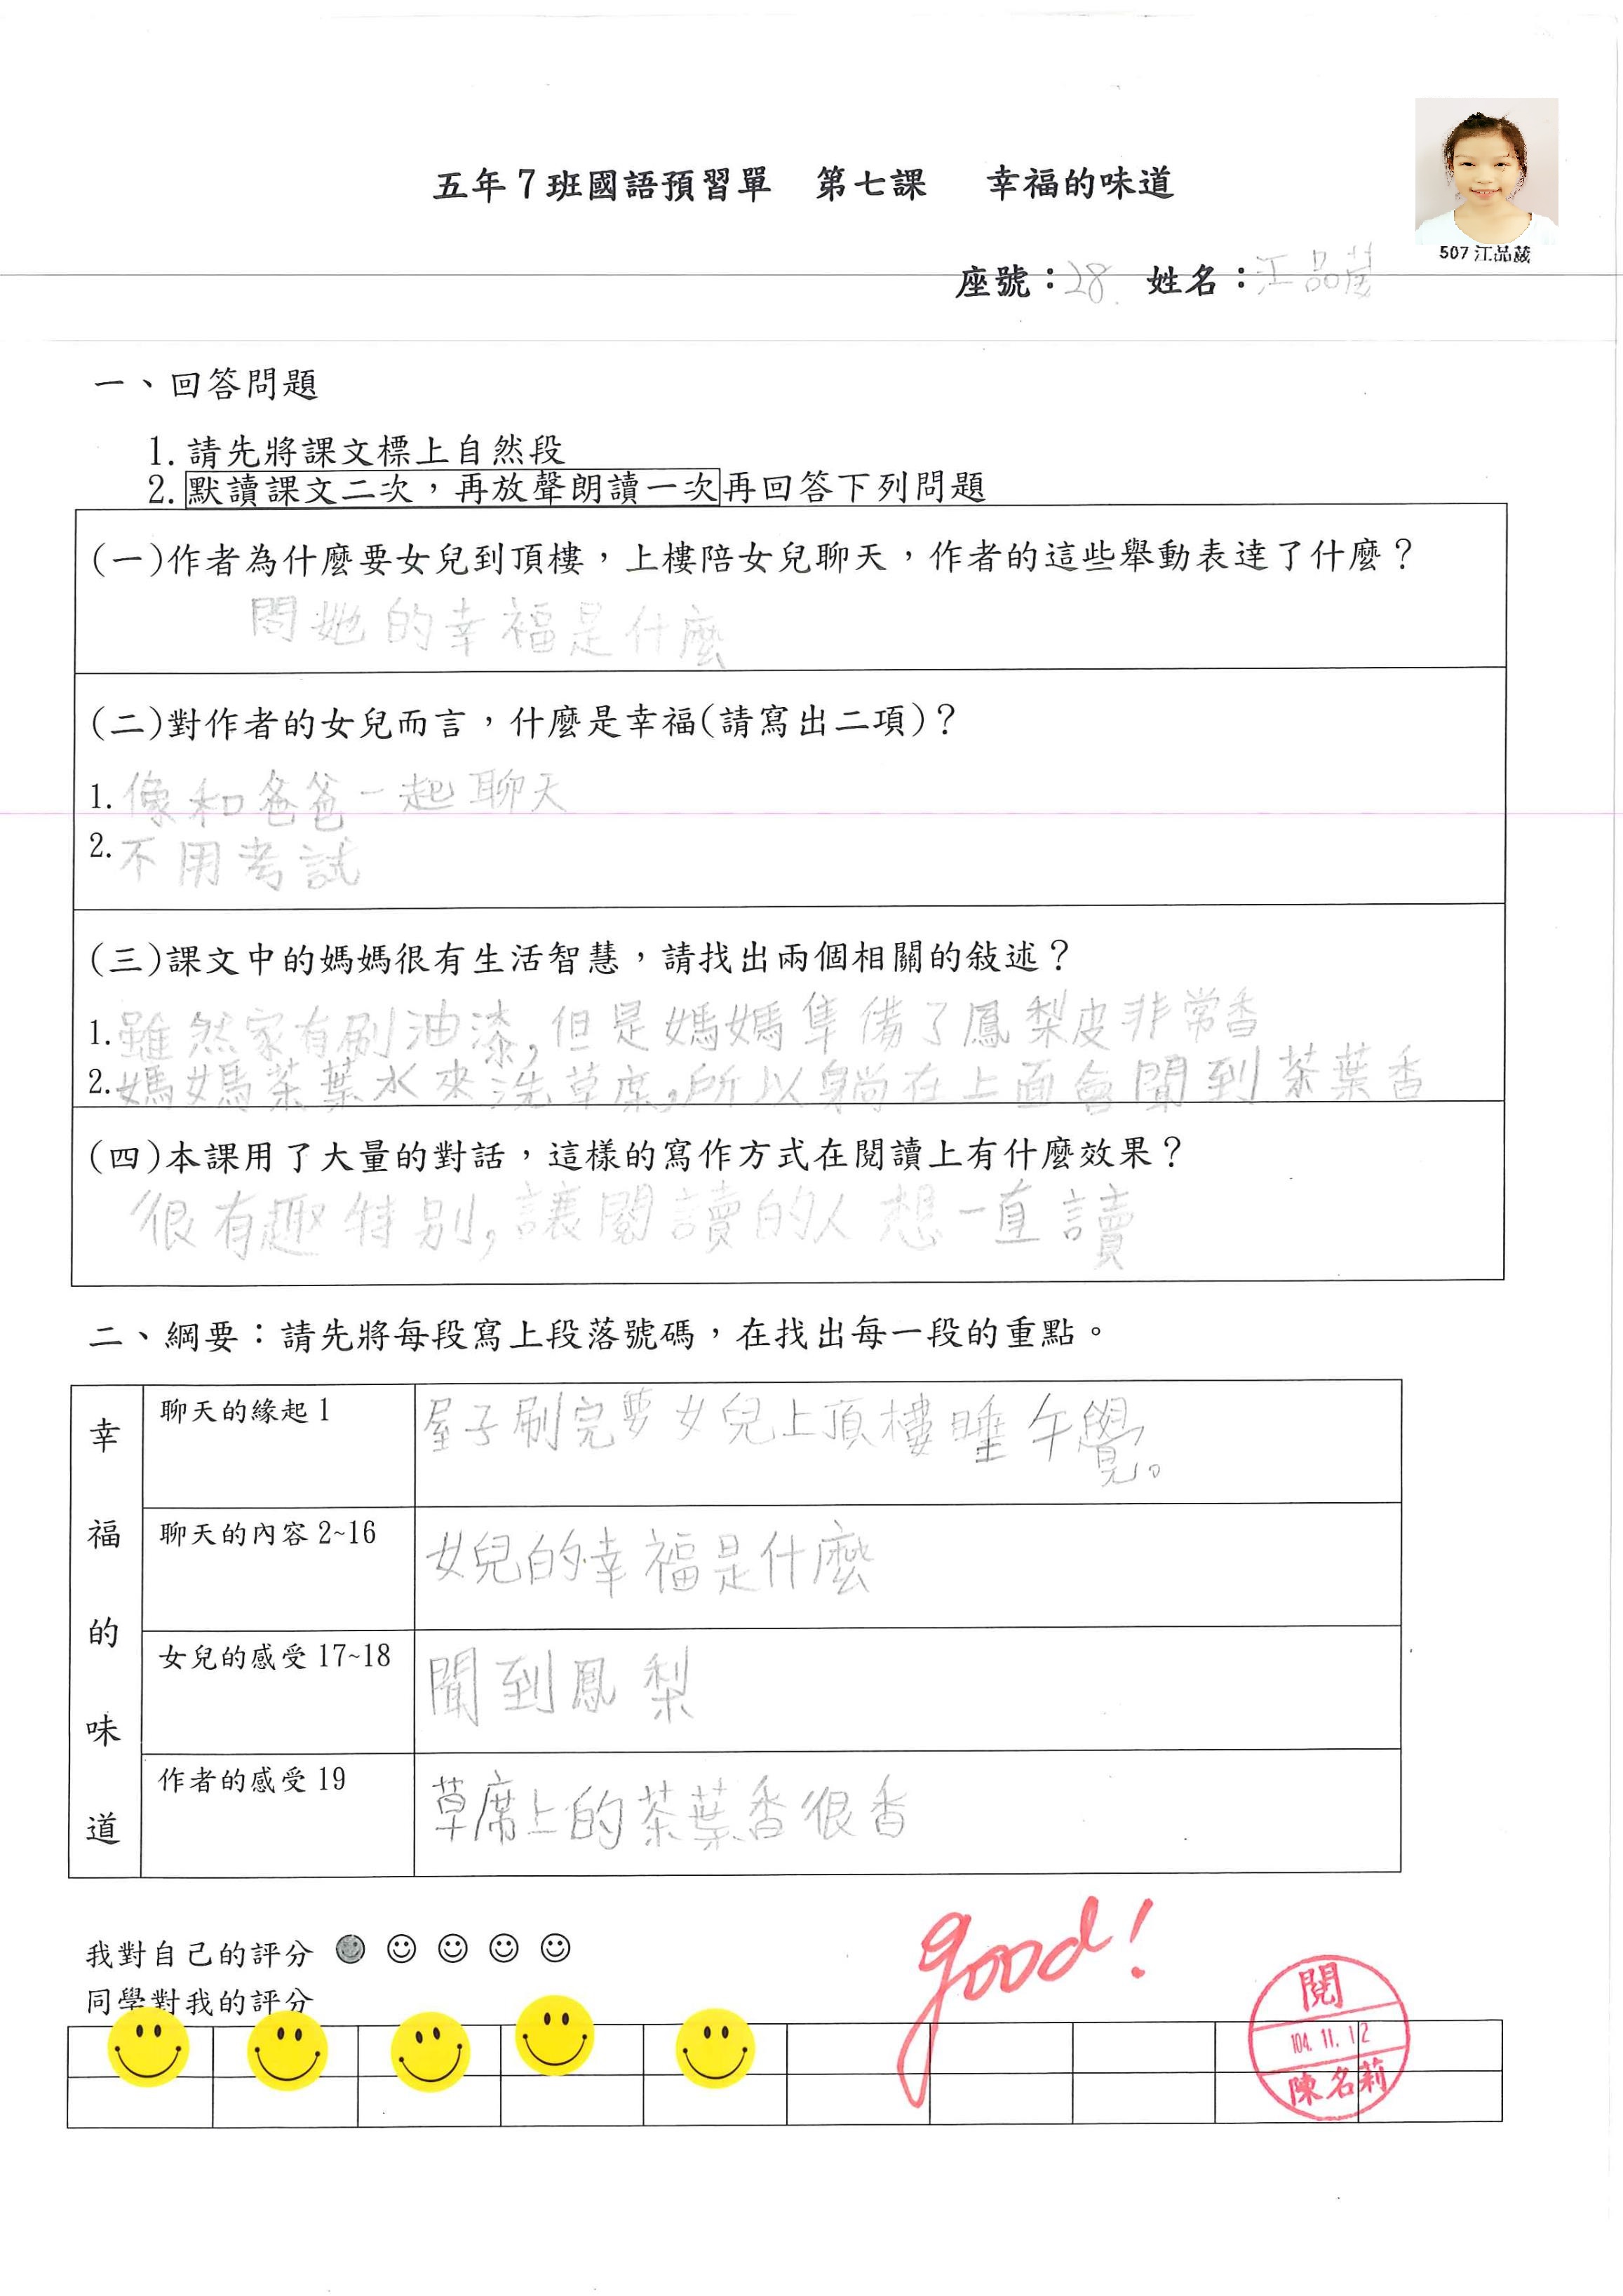 五年7班國語預習單 第七課 幸福的味道
507 江品葳
座號：28 姓名：江品葳
一、回答問題
1. 請先將課文標上自然段
2. 默讀課文二次，再放聲朗讀一次再回答下列問題
(一)作者為什麼要女兒到頂樓，上樓陪女兒聊天，作者的這些舉動表達了什麼？
問她的幸福是什麼
(二)對作者的女兒而言，什麼是幸福(請寫出二項)？
1. 像和爸爸一起聊天
2. 不用考試
(三)課文中的媽媽很有生活智慧，請找出兩個相關的敍述？
1. 雖然家有刷油漆,但是媽媽隼備了鳳梨皮非常香
2. 媽媽茶葉水來洗草席,所以躺在上面會聞到茶葉香
(四)本課用了大量的對話，這樣的寫作方式在閱讀上有什麼效果？
很有趣特別,讓閱讀的人想一直讀
二、綱要：請先將每段寫上段落號碼，在找出每一段的重點。
幸福的味道
聊天的緣起 1 屋子刷完要女兒上頂樓睡午覺。
聊天的內容 2~16 女兒的幸福是什麼
女兒的感受 17~18 聞到鳳梨
作者的感受 19 草席上的茶葉香很香
我對自己的評分
同學對我的評分
good!
閱
104. 11. 12
陳名莉